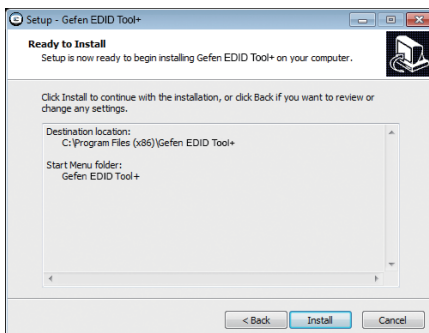 Setup - Gefen EDID Tool+
Ready to Install
Setup is now ready to begin installing Gefen EDID Tool+ on your computer.
Click Install to continue with the installation, or click Back if you want to review or
change any settings.
Destination location:
C:\Program Files (x86)\Gefen EDID Tool+
Start Menu folder:
Gefen EDID Tool+
< Back Install Cancel